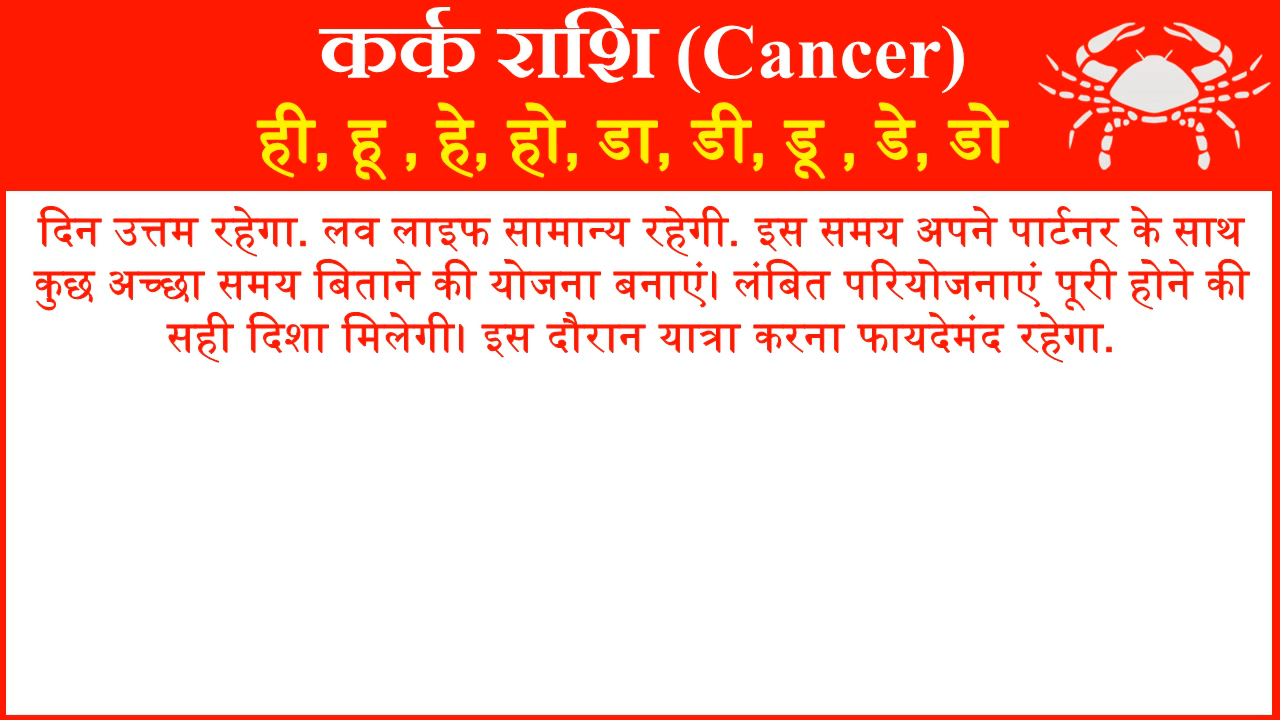 कर्क राशि (Cancer)
ही, हू , हे, हो, डा, डी, डू , डे, डो
दिन उत्तम रहेगा. लव लाइफ सामान्य रहेगी. इस समय अपने पार्टनर के साथ
कुछ अच्छा समय बिताने की योजना बनाएं। लंबित परियोजनाएं पूरी होने की
सही दिशा मिलेगी। इस दौरान यात्रा करना फायदेमंद रहेगा.